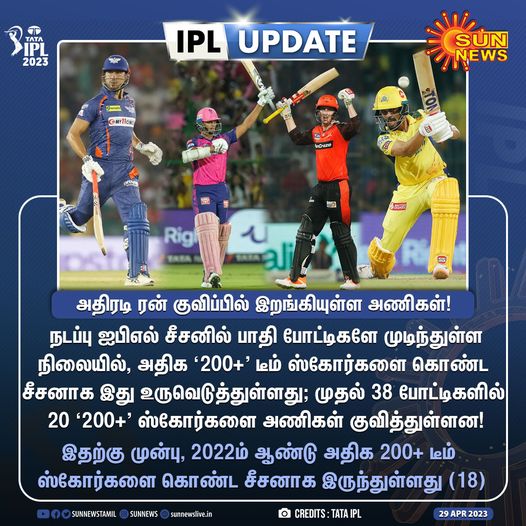 TATA
IPL
2023
IPL UPDATE
SUN
NEWS
அதிரடி ரன் குவிப்பில் இறங்கியுள்ள அணிகள்!
நடப்பு ஐபிஎல் சீசனில் பாதி போட்டிகளே முடிந்துள்ள
நிலையில், அதிக ‘200+’ டீம் ஸ்கோர்களை கொண்ட
சீசனாக இது உருவெடுத்துள்ளது; முதல் 38 போட்டிகளில்
20 ‘200+’ ஸ்கோர்களை அணிகள் குவித்துள்ளன!
இதற்கு முன்பு, 2022ம் ஆண்டு அதிக 200+ டீம்
ஸ்கோர்களை கொண்ட சீசனாக இருந்துள்ளது (18)
SUNNEWSTAMIL SUNNEWS sunnewslive.in CREDITS : TATA IPL 29 APR 2023